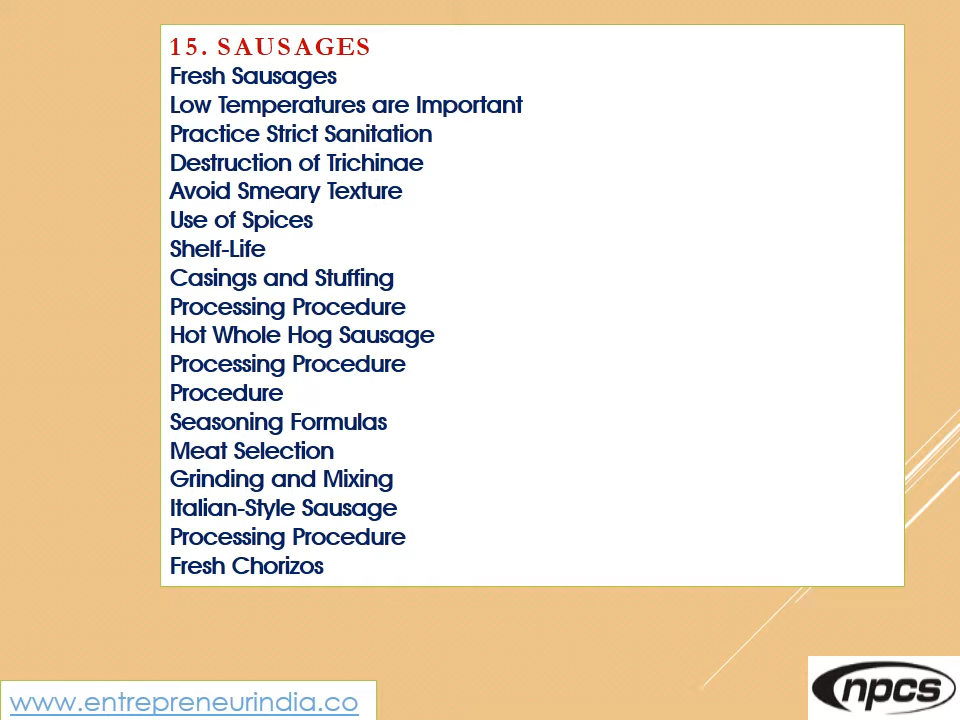 15. SAUSAGES
Fresh Sausages
Low Temperatures are Important
Practice Strict Sanitation
Destruction of Trichinae
Avoid Smeary Texture
Use of Spices
Shelf-Life
Casings and Stuffing
Processing Procedure
Hot Whole Hog Sausage
Processing Procedure
Procedure
Seasoning Formulas
Meat Selection
Grinding and Mixing
Italian-Style Sausage
Processing Procedure
Fresh Chorizos
www.entrepreneurindia.co
npcs